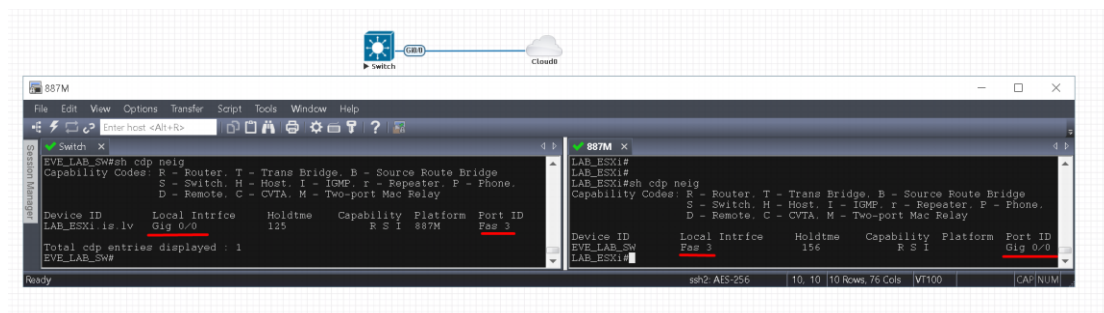 Gi0/0
Switch
Cloud0
887M
File Edit View Options Transfer Script Tools Window Help
Enter host <Alt+R>
Session Manager
Switch
EVE_LAB_SW#sh cdp neig
Capability Codes: R - Router. T - Trans Bridge. B - Source Route Bridge
S - Switch. H - Host. I - IGMP. r - Repeater. P - Phone.
D - Remote. C - CVTA. M - Two-port Mac Relay
Device ID Local Intrfce Holdtme Capability Platform Port ID
LAB_ESXi.is.lv Gig 0/0 125 R S I 887M Fas 3
Total cdp entries displayed : 1
EVE_LAB_SW#
887M
LAB_ESXi#
LAB_ESXi#
LAB_ESXi#sh cdp neig
Capability Codes: R - Router. T - Trans Bridge. B - Source Route Bridge
S - Switch. H - Host. I - IGMP. r - Repeater. P - Phone.
D - Remote. C - CVTA. M - Two-port Mac Relay
Device ID Local Intrfce Holdtme Capability Platform Port ID
EVE_LAB_SW Fas 3 156 R S I Gig 0/0
LAB_ESXi#
Ready
ssh2: AES-256 10, 10 10 Rows, 76 Cols VT100 CAP NUM